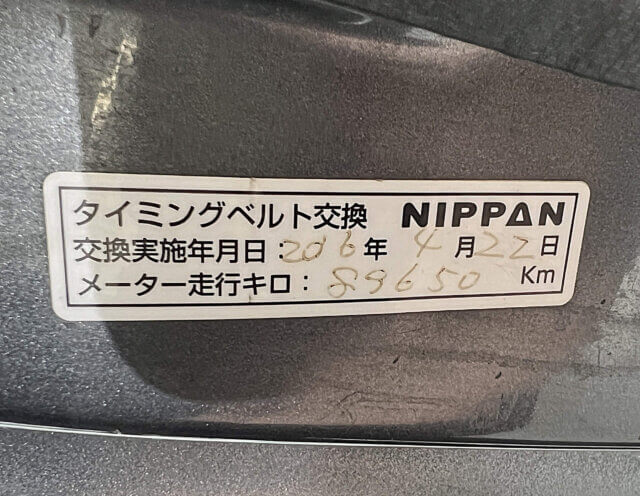 タイミングベルト交換 NIPPAN
交換実施年月日:2016年 4月22日
メーター走行キロ:89650 Km